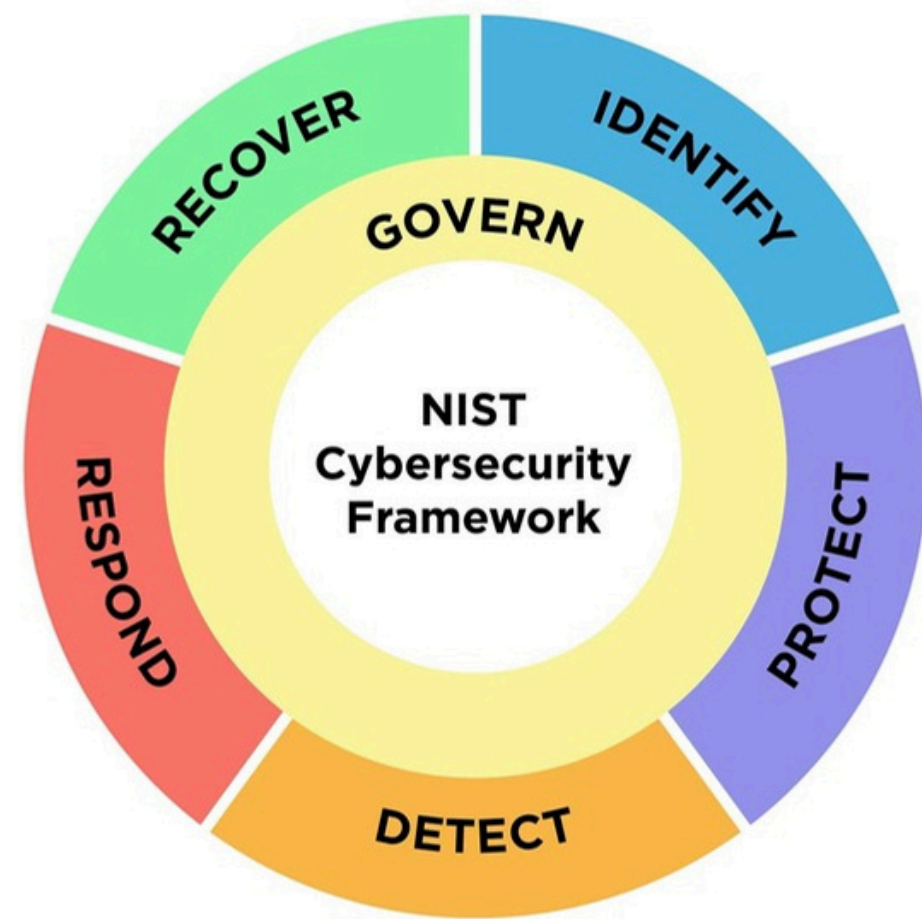 NIST
Cybersecurity
Framework
GOVERN
IDENTIFY
PROTECT
DETECT
RESPOND
RECOVER